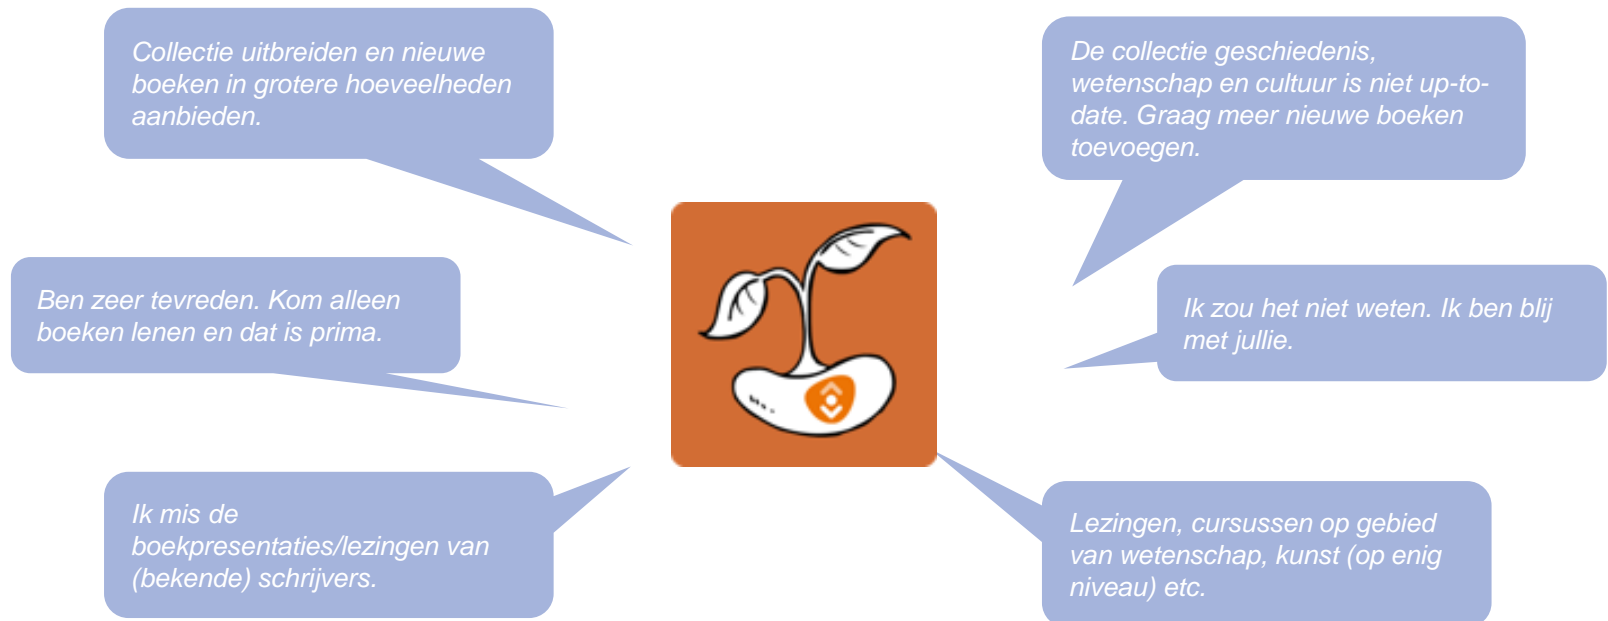 Collectie uitbreiden en nieuwe
boeken in grotere hoeveelheden
aanbieden.
De collectie geschiedenis,
wetenschap en cultuur is niet up-to-
date. Graag meer nieuwe boeken
toevoegen.
Ben zeer tevreden. Kom alleen
boeken lenen en dat is prima.
Ik zou het niet weten. Ik ben blij
met jullie.
Ik mis de
boekpresentaties/lezingen van
(bekende) schrijvers.
Lezingen, cursussen op gebied
van wetenschap, kunst (op enig
niveau) etc.